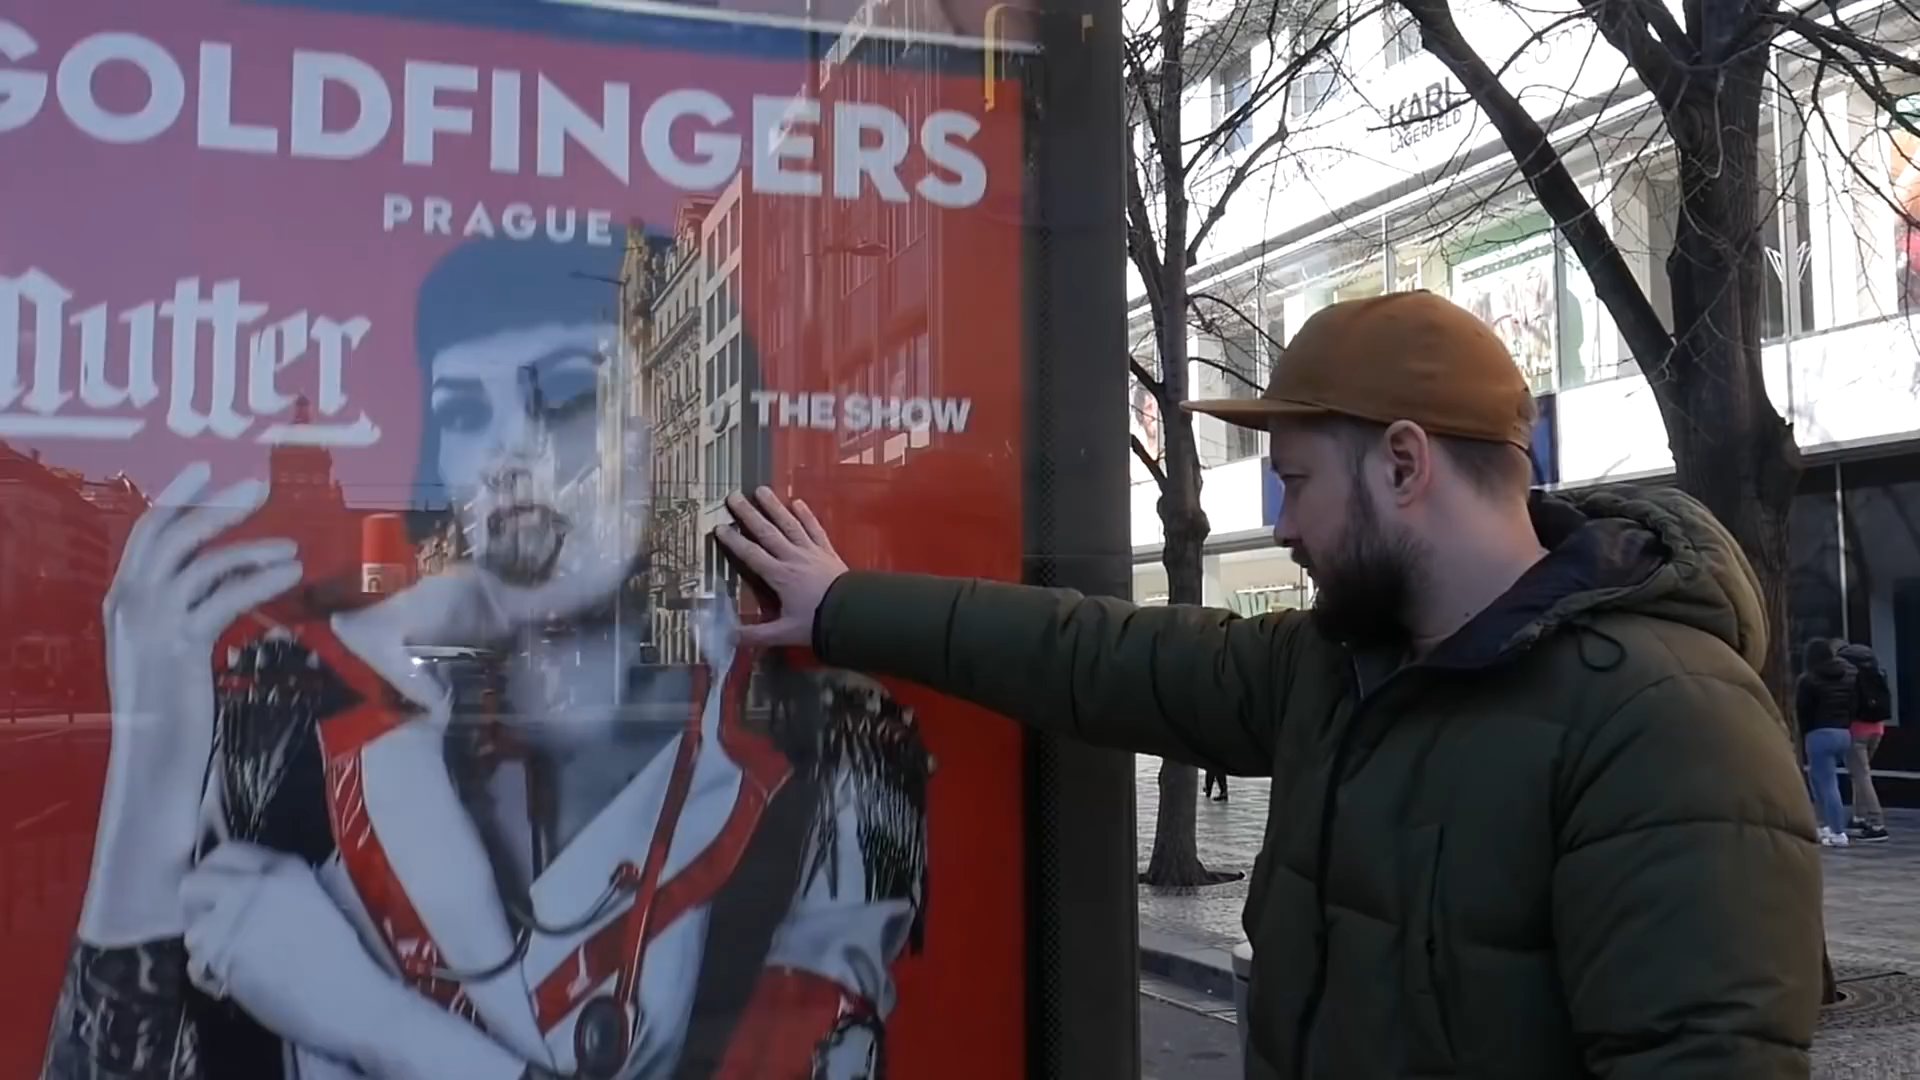 GOLDFINGERS
PRAGUE
Mutter
THE SHOW
KARL
LAGERFELD